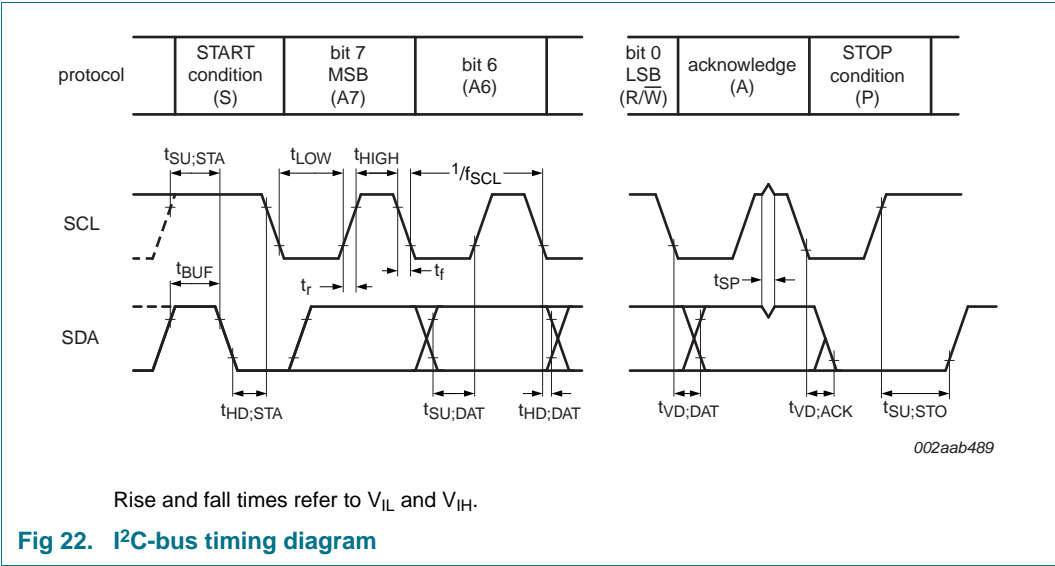 protocol
START
condition
(S)
bit 7
MSB
(A7)
bit 6
(A6)
bit 0
LSB
(R/W̅)
acknowledge
(A)
STOP
condition
(P)
tSU;STA
tLOW
tHIGH
1/fSCL
SCL
tBUF
tr
tf
tSP
SDA
tHD;STA
tSU;DAT
tHD;DAT
tVD;DAT
tVD;ACK
tSU;STO
002aab489
Rise and fall times refer to VIL and VIH.
Fig 22. I²C-bus timing diagram